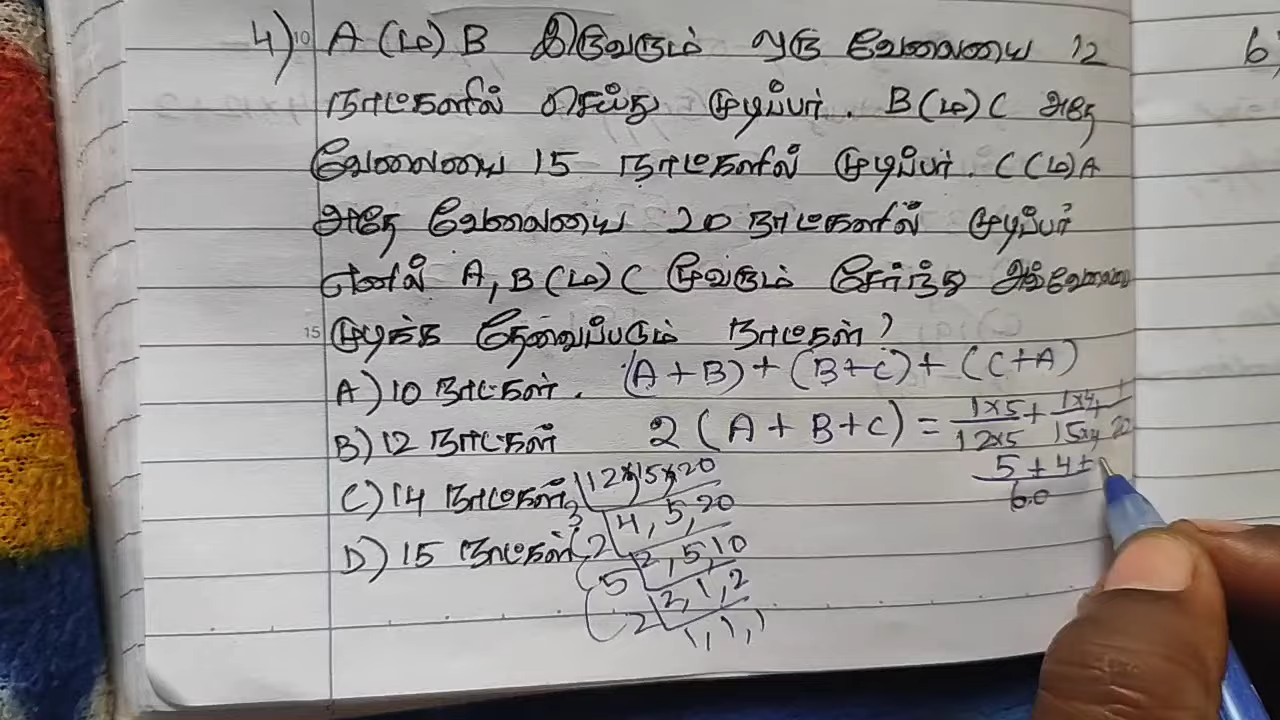 4) A (ம) B இருவரும் ஒரு வேலையை 12
நாட்களில் செய்து முடிப்பர். B (ம) C அதே
வேலையை 15 நாட்களில் முடிப்பர். C (ம) A
அதே வேலையை 20 நாட்களில் முடிப்பர்
எனில் A, B (ம) C மூவரும் சேர்ந்து அவ்வேலை
முடிக்க தேவைப்படும் நாட்கள்?
A) 10 நாட்கள். (A + B) + (B + C) + (C + A)
B) 12 நாட்கள் 2 (A + B + C) = 1×5/12×5 + 1×4/15×4
5 + 4 +
60
C) 14 நாட்கள் 3 12, 15, 20
2 4, 5, 20
D) 15 நாட்கள் 2, 5, 10
5 2, 1, 2
2 1, 1, 1
10
15
6)